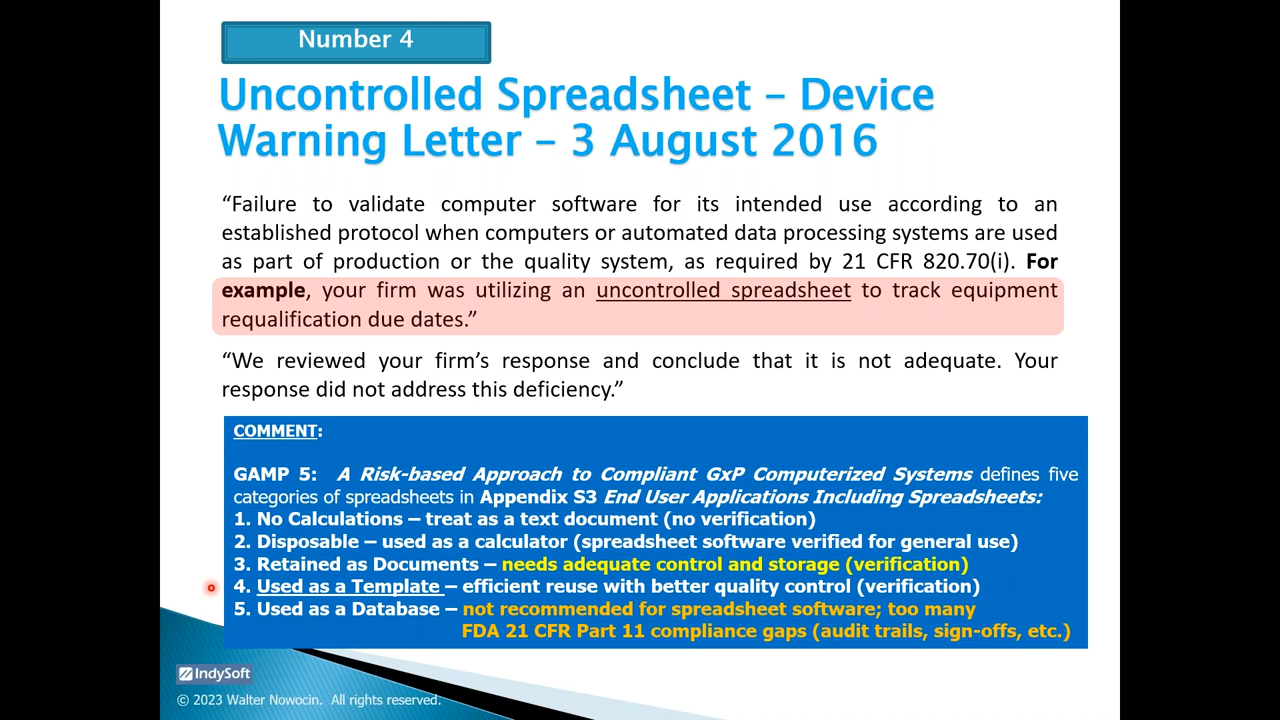 Number 4
Uncontrolled Spreadsheet – Device
Warning Letter – 3 August 2016
“Failure to validate computer software for its intended use according to an
established protocol when computers or automated data processing systems are used
as part of production or the quality system, as required by 21 CFR 820.70(i). For
example, your firm was utilizing an uncontrolled spreadsheet to track equipment
requalification due dates.”
“We reviewed your firm’s response and conclude that it is not adequate. Your
response did not address this deficiency.”
COMMENT:
GAMP 5: A Risk-based Approach to Compliant GxP Computerized Systems defines five
categories of spreadsheets in Appendix S3 End User Applications Including Spreadsheets:
1. No Calculations – treat as a text document (no verification)
2. Disposable – used as a calculator (spreadsheet software verified for general use)
3. Retained as Documents – needs adequate control and storage (verification)
4. Used as a Template – efficient reuse with better quality control (verification)
5. Used as a Database – not recommended for spreadsheet software; too many
FDA 21 CFR Part 11 compliance gaps (audit trails, sign-offs, etc.)
IndySoft
© 2023 Walter Nowocin. All rights reserved.